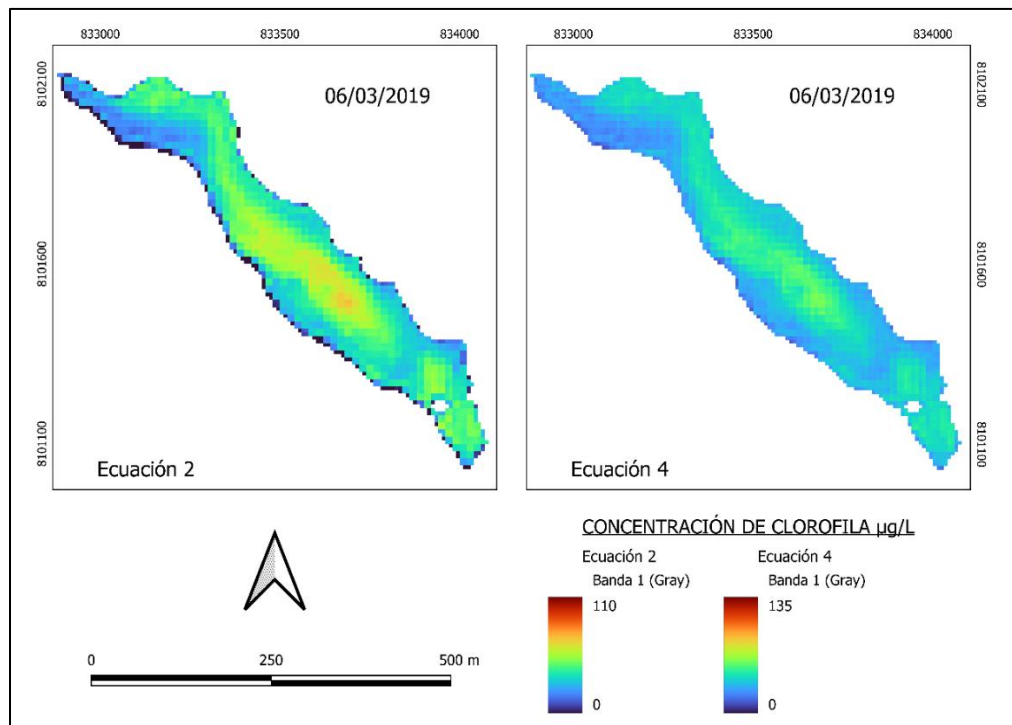 833000 833500 834000
833000 833500 834000
8102100
8101600
8101100
06/03/2019
Ecuación 2
06/03/2019
Ecuación 4
8102100
8101600
8101100
CONCENTRACIÓN DE CLOROFILA µg/L
Ecuación 2
Banda 1 (Gray)
110
0
Ecuación 4
Banda 1 (Gray)
135
0
0 250 500 m